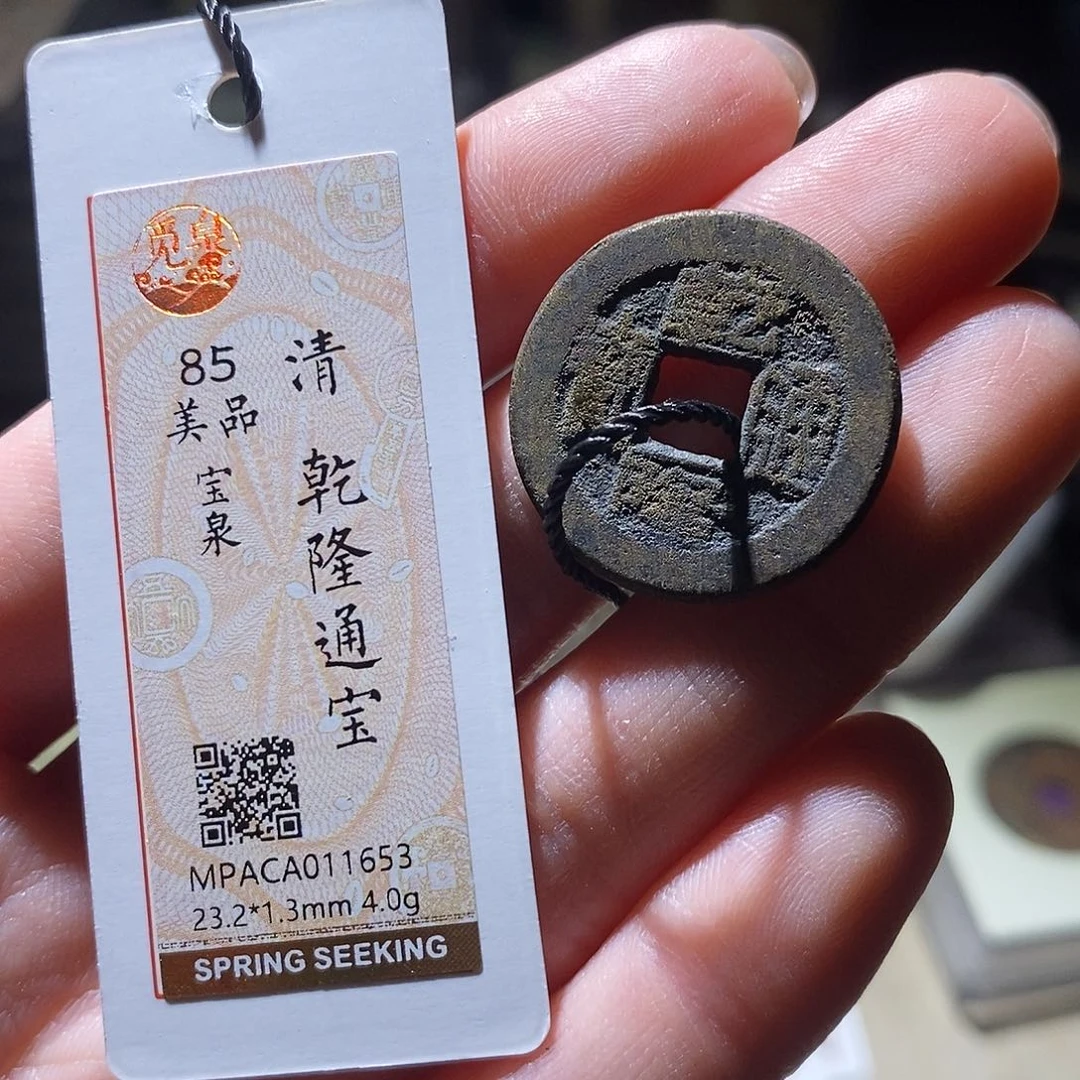 觅泉
85
美品
宝泉
清 乾隆通宝
MPACA011653
23.2*1.3mm 4.0g
SPRING SEEKING